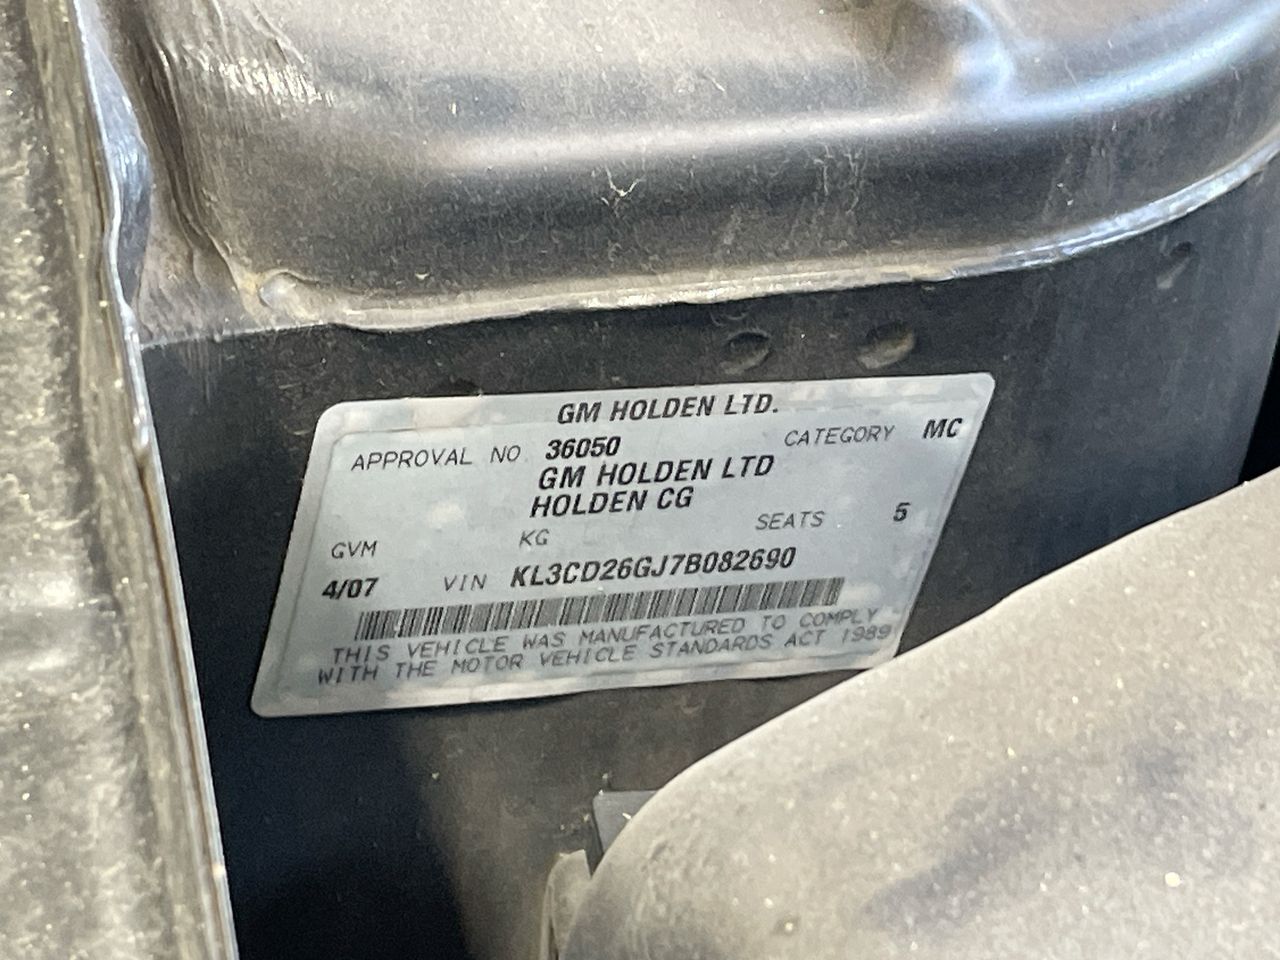 GM HOLDEN LTD.
APPROVAL NO 36050 CATEGORY MC
GM HOLDEN LTD
HOLDEN CG
GVM KG SEATS 5
4/07 VIN KL3CD26GJ7B082690
THIS VEHICLE WAS MANUFACTURED TO COMPLY
WITH THE MOTOR VEHICLE STANDARDS ACT 1989